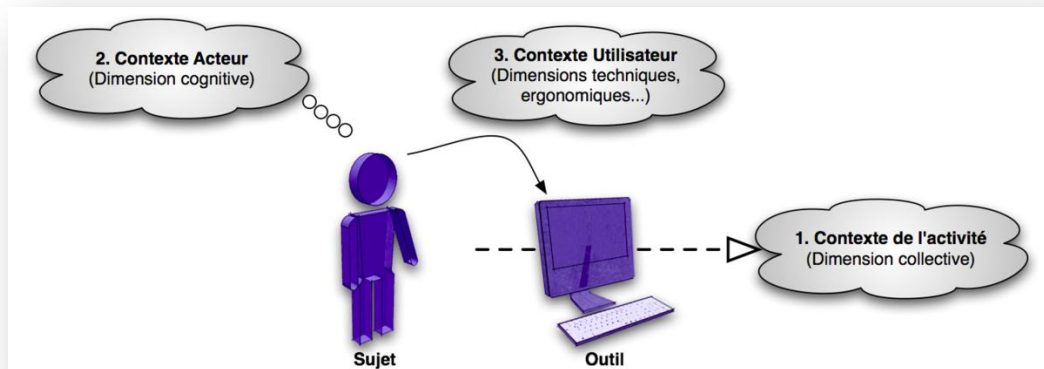 2. Contexte Acteur
(Dimension cognitive)
3. Contexte Utilisateur
(Dimensions techniques,
ergonomiques...)
1. Contexte de l'activité
(Dimension collective)
Sujet
Outil